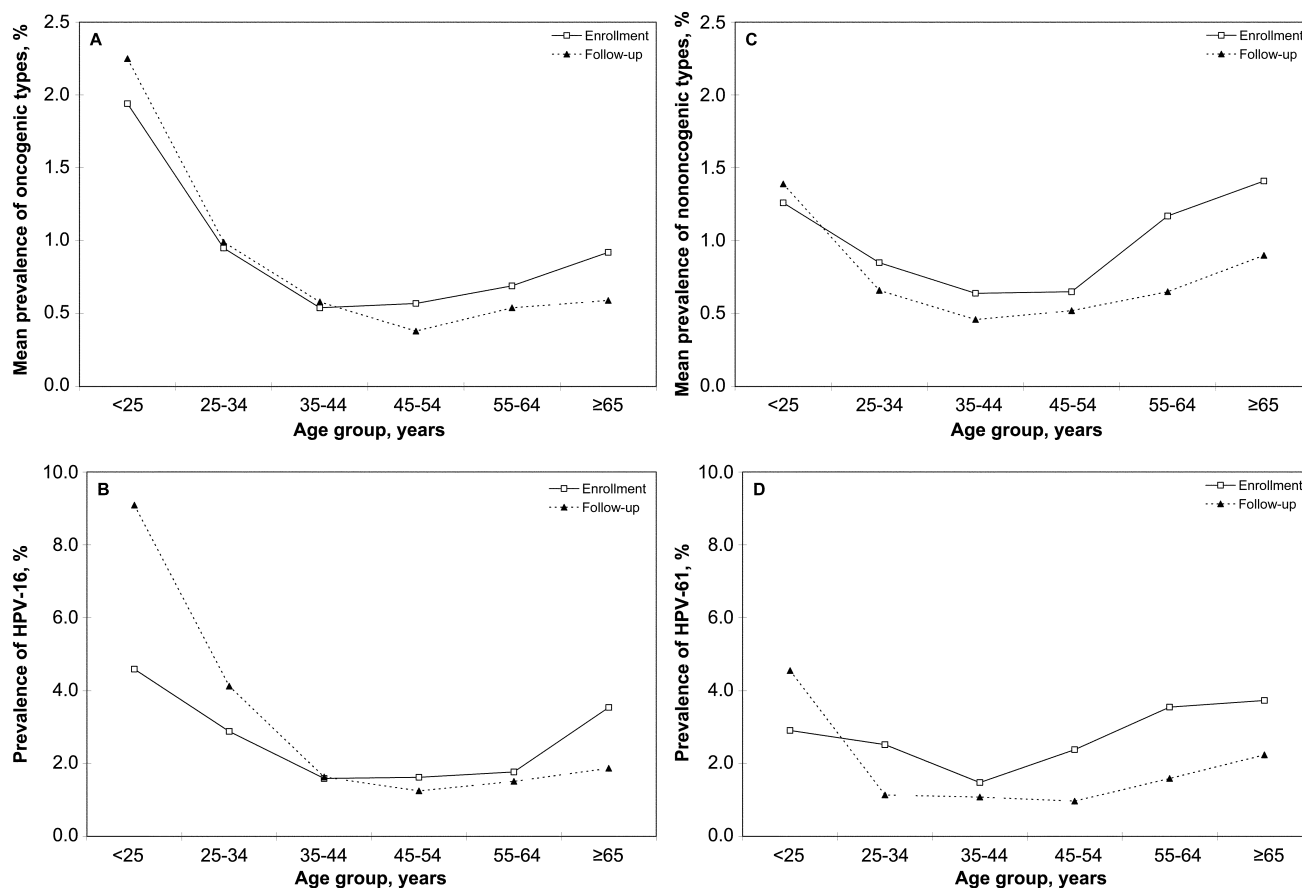 Mean prevalence of oncogenic types, %
2.5
2.0
1.5
1.0
0.5
0.0
A
Enrollment
Follow-up
<25 25-34 35-44 45-54 55-64 ≥65
Age group, years
Mean prevalence of nononcogenic types, %
2.5
2.0
1.5
1.0
0.5
0.0
C
Enrollment
Follow-up
<25 25-34 35-44 45-54 55-64 ≥65
Age group, years
Prevalence of HPV-16, %
10.0
8.0
6.0
4.0
2.0
0.0
B
Enrollment
Follow-up
<25 25-34 35-44 45-54 55-64 ≥65
Age group, years
Prevalence of HPV-61, %
10.0
8.0
6.0
4.0
2.0
0.0
D
Enrollment
Follow-up
<25 25-34 35-44 45-54 55-64 ≥65
Age group, years